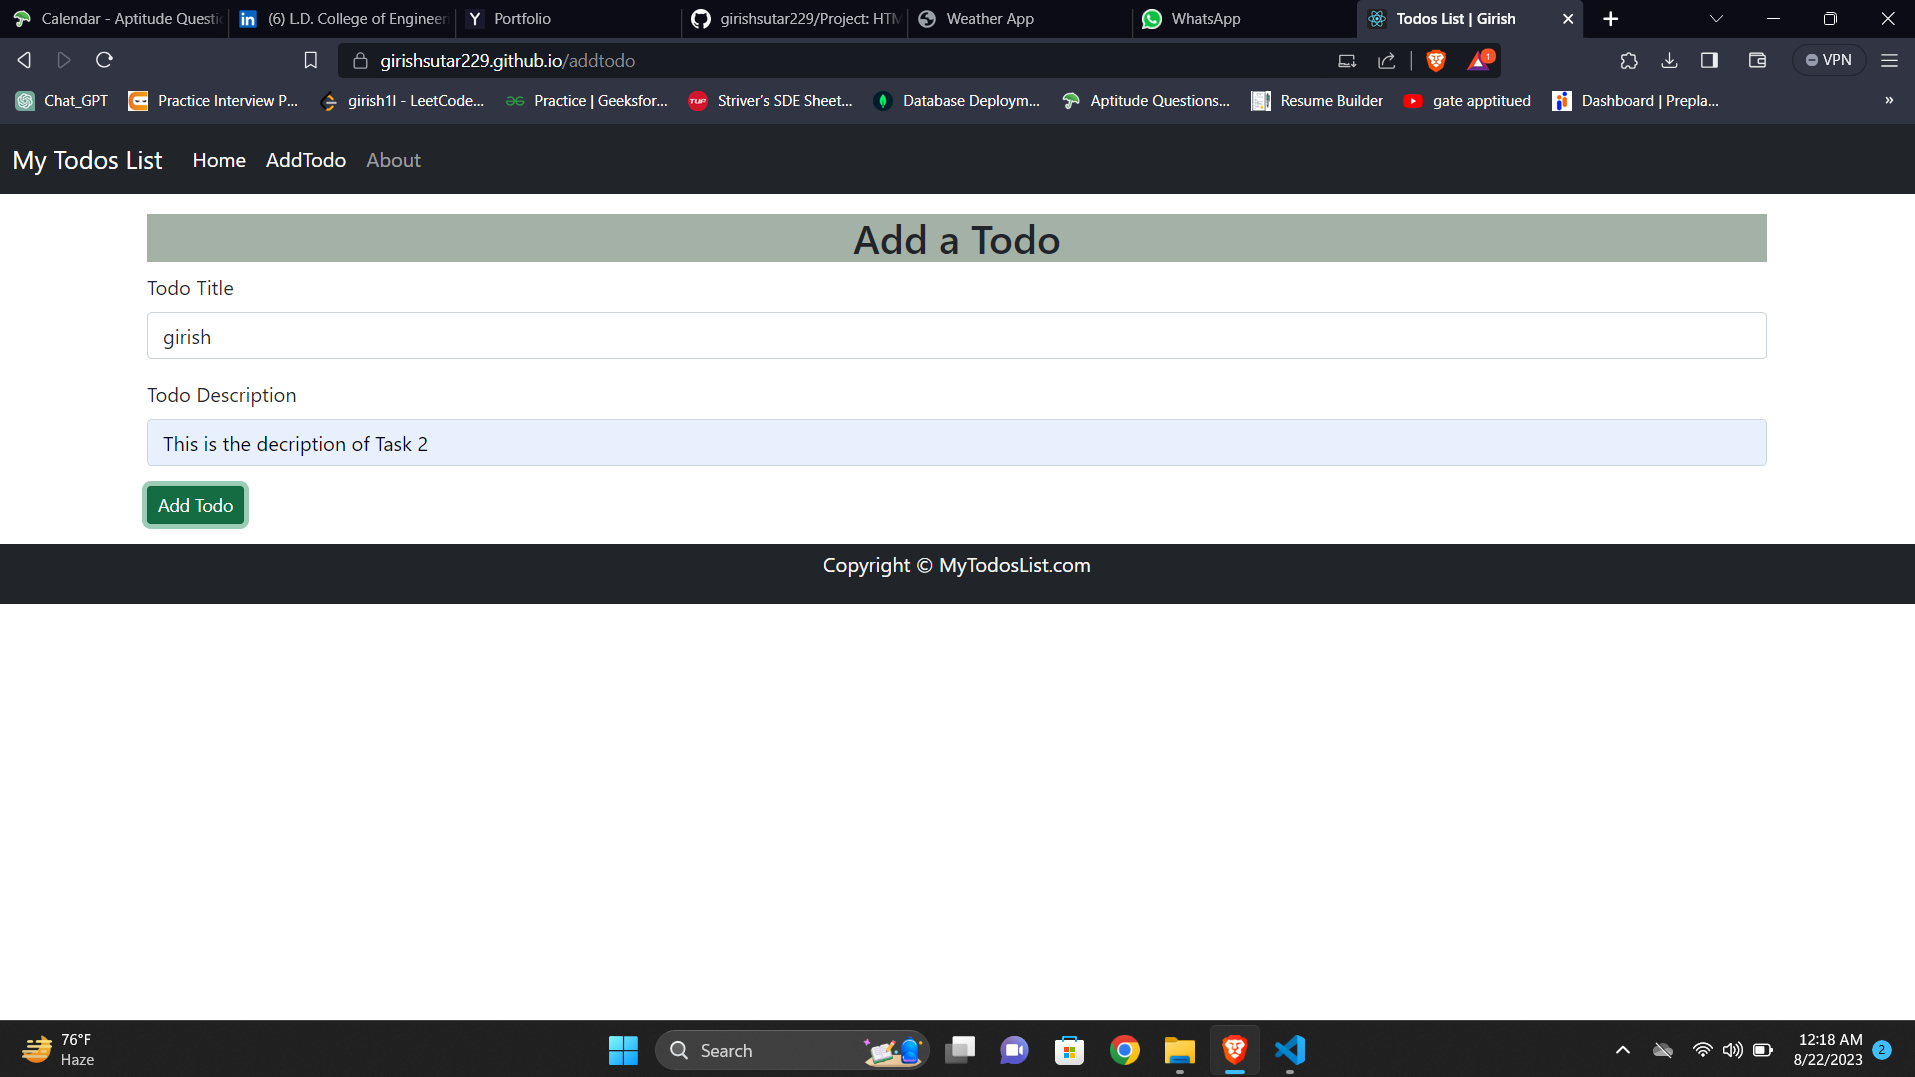 Calendar - Aptitude Questi
(6) L.D. College of Engineeri
Portfolio
girishsutar229/Project: HTM
Weather App
WhatsApp
Todos List | Girish
girishsutar229.github.io/addtodo
1
VPN
Chat_GPT
Practice Interview P...
girish1l - LeetCode...
Practice | Geeksfor...
Striver's SDE Sheet...
Database Deploym...
Aptitude Questions...
Resume Builder
gate apptitued
Dashboard | Prepla...
»
My Todos List Home AddTodo About
Add a Todo
Todo Title
girish
Todo Description
This is the decription of Task 2
Add Todo
Copyright © MyTodosList.com
76°F
Haze
Search
12:18 AM
8/22/2023
2